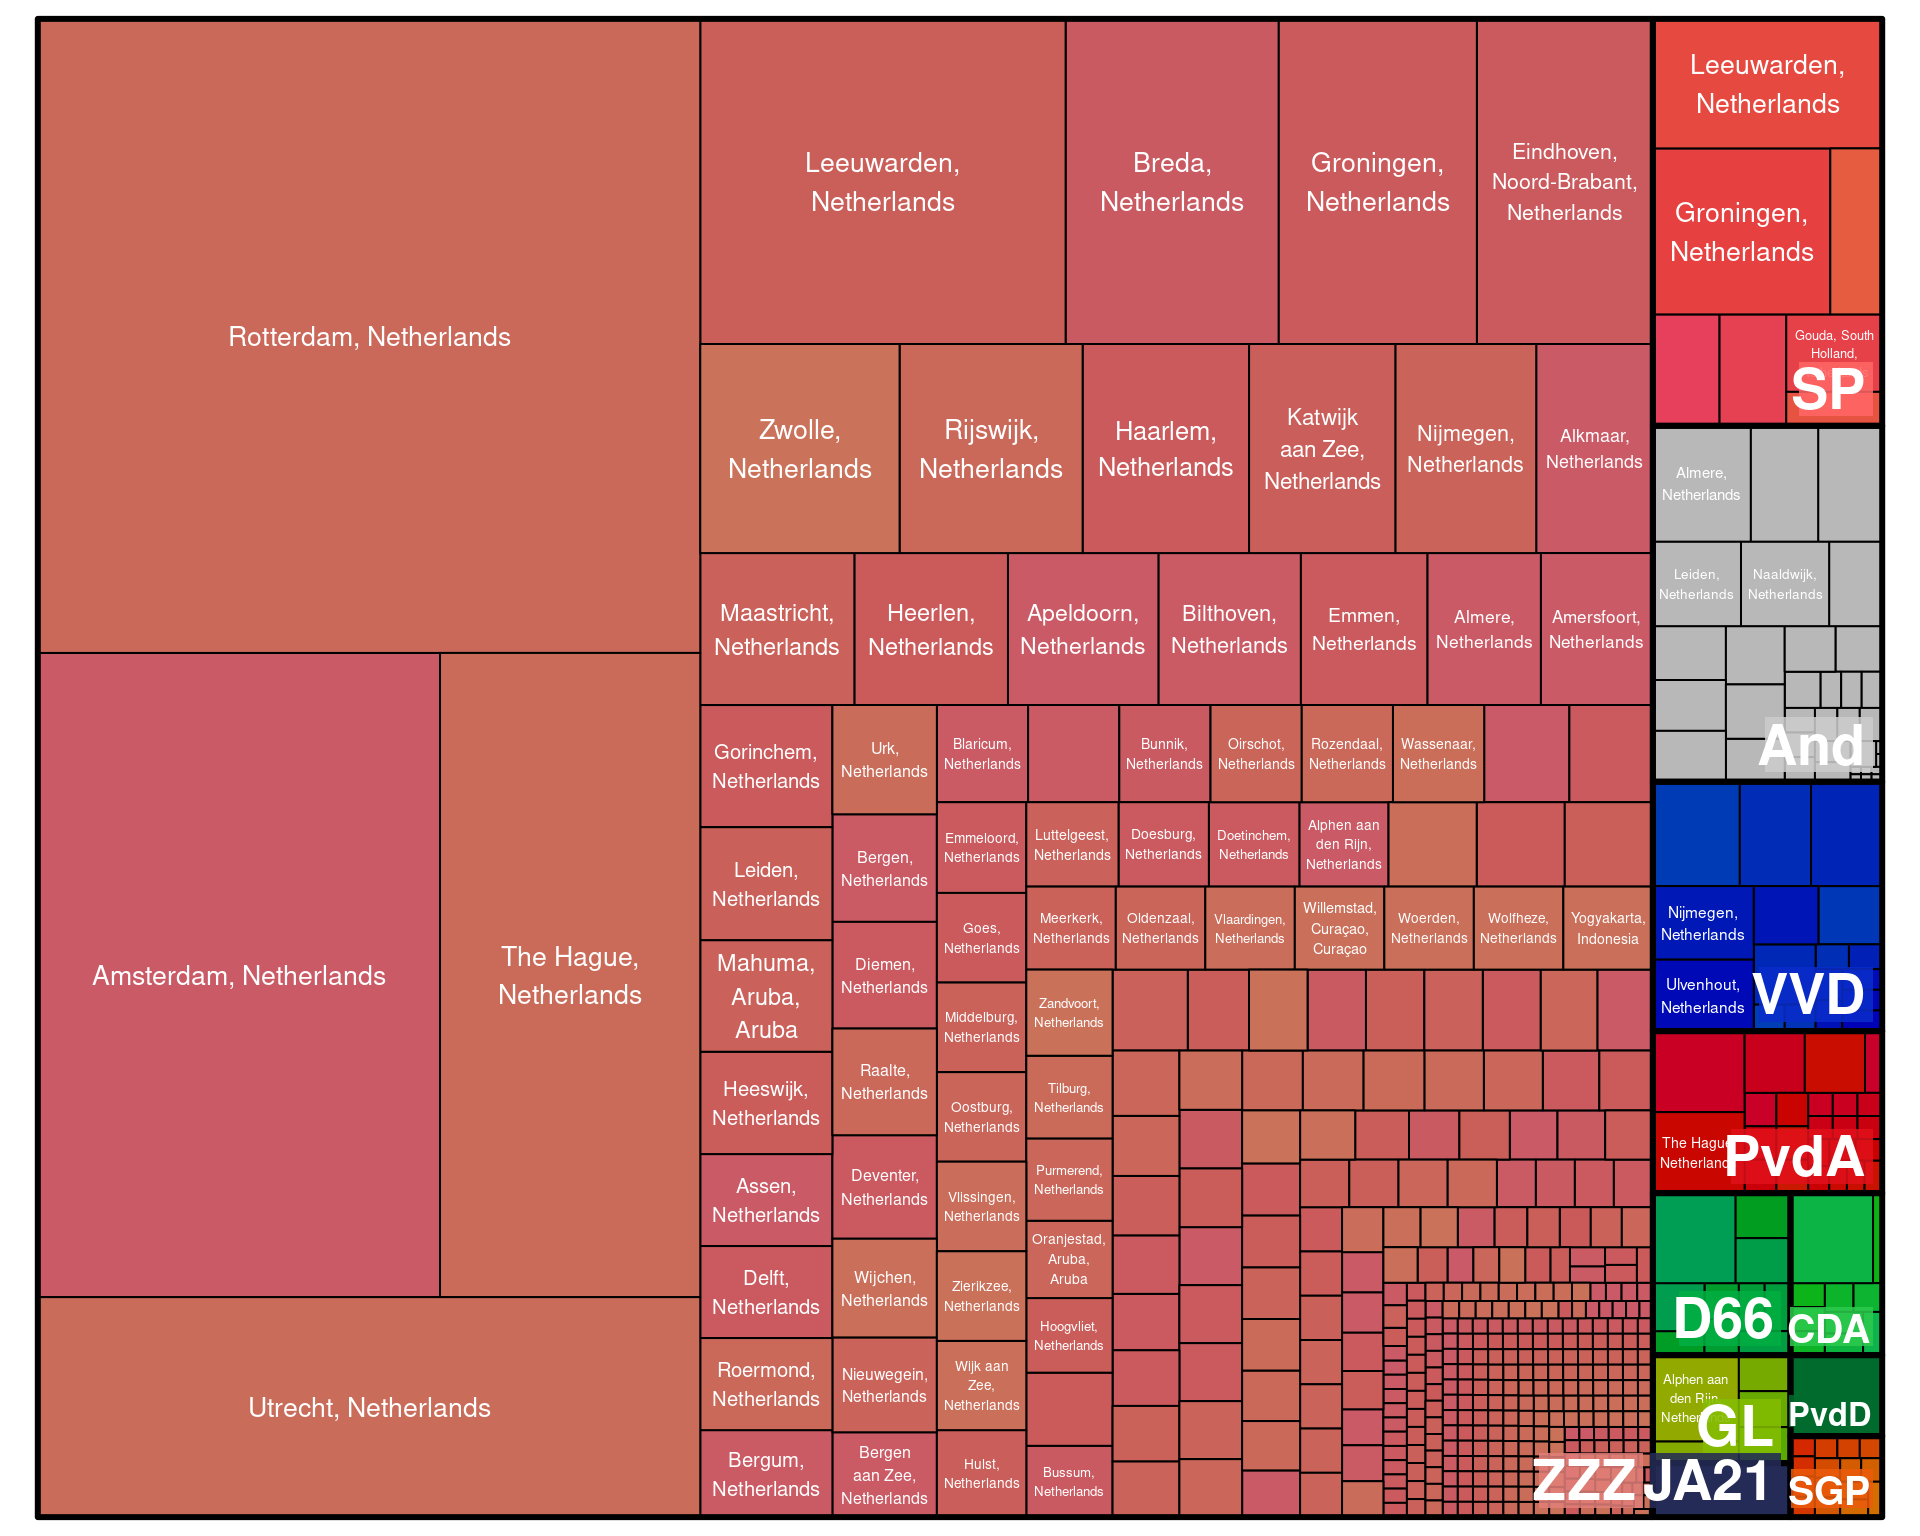 Rotterdam, Netherlands
Amsterdam, Netherlands
The Hague,
Netherlands
Utrecht, Netherlands
Leeuwarden,
Netherlands
Breda,
Netherlands
Groningen,
Netherlands
Eindhoven,
Noord-Brabant,
Netherlands
Zwolle,
Netherlands
Rijswijk,
Netherlands
Haarlem,
Netherlands
Katwijk
aan Zee,
Netherlands
Nijmegen,
Netherlands
Alkmaar,
Netherlands
Maastricht,
Netherlands
Heerlen,
Netherlands
Apeldoorn,
Netherlands
Bilthoven,
Netherlands
Emmen,
Netherlands
Almere,
Netherlands
Amersfoort,
Netherlands
Gorinchem,
Netherlands
Leiden,
Netherlands
Mahuma,
Aruba,
Aruba
Heeswijk,
Netherlands
Assen,
Netherlands
Delft,
Netherlands
Roermond,
Netherlands
Bergum,
Netherlands
Urk,
Netherlands
Bergen,
Netherlands
Diemen,
Netherlands
Raalte,
Netherlands
Deventer,
Netherlands
Wijchen,
Netherlands
Nieuwegein,
Netherlands
Bergen
aan Zee,
Netherlands
Blaricum,
Netherlands
Emmeloord,
Netherlands
Goes,
Netherlands
Middelburg,
Netherlands
Oostburg,
Netherlands
Vlissingen,
Netherlands
Zierikzee,
Netherlands
Wijk aan
Zee,
Netherlands
Hulst,
Netherlands
Bunnik,
Netherlands
Oirschot,
Netherlands
Rozendaal,
Netherlands
Wassenaar,
Netherlands
Luttelgeest,
Netherlands
Doesburg,
Netherlands
Doetinchem,
Netherlands
Alphen aan
den Rijn,
Netherlands
Meerkerk,
Netherlands
Oldenzaal,
Netherlands
Vlaardingen,
Netherlands
Willemstad,
Curaçao,
Curaçao
Woerden,
Netherlands
Wolfheze,
Netherlands
Yogyakarta,
Indonesia
Zandvoort,
Netherlands
Tilburg,
Netherlands
Purmerend,
Netherlands
Oranjestad,
Aruba,
Aruba
Hoogvliet,
Netherlands
Bussum,
Netherlands
ZZZ
Leeuwarden,
Netherlands
Groningen,
Netherlands
Gouda, South
Holland,
SP
Almere,
Netherlands
Leiden,
Netherlands
Naaldwijk,
Netherlands
And
Nijmegen,
Netherlands
Ulvenhout,
Netherlands
VVD
The Hague,
Netherlands
PvdA
D66
CDA
Alphen aan
den Rijn,
Netherlands
GL
PvdD
JA21
SGP